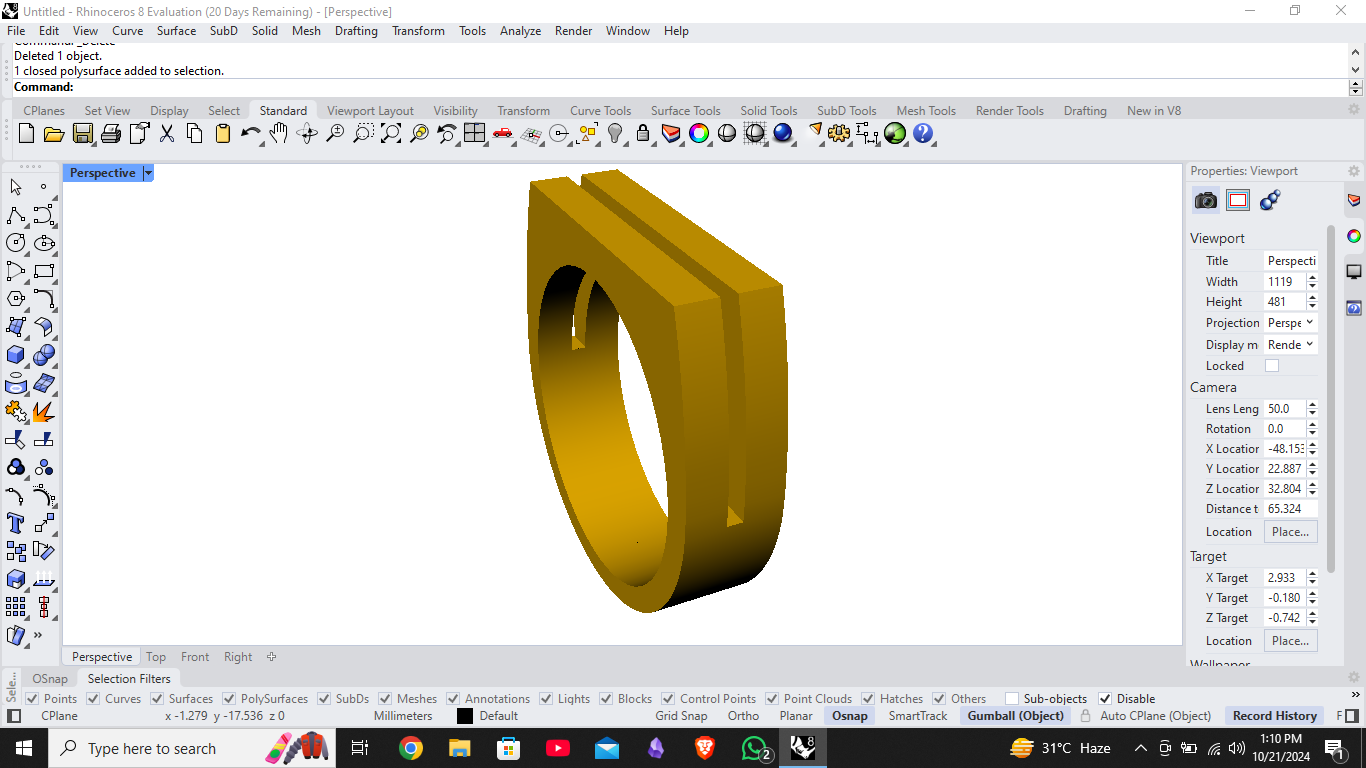 Untitled - Rhinoceros 8 Evaluation (20 Days Remaining) - [Perspective]
File Edit View Curve Surface SubD Solid Mesh Drafting Transform Tools Analyze Render Window Help
Deleted 1 object.
1 closed polysurface added to selection.
Command:
CPlanes Set View Display Select Standard Viewport Layout Visibility Transform Curve Tools Surface Tools Solid Tools SubD Tools Mesh Tools Render Tools Drafting New in V8
Perspective
Properties: Viewport
Viewport
Title Perspecti
Width 1119
Height 481
Projection Perspe
Display m Rende
Locked
Camera
Lens Leng 50.0
Rotation 0.0
X Location -48.153
Y Location 22.887
Z Location 32.804
Distance t 65.324
Location Place...
Target
X Target 2.933
Y Target -0.180
Z Target -0.742
Location Place...
Wallpaper
Perspective Top Front Right
Sele... OSnap Selection Filters
Points Curves Surfaces PolySurfaces SubDs Meshes Annotations Lights Blocks Control Points Point Clouds Hatches Others Sub-objects Disable
CPlane x -1.279 y -17.536 z 0 Millimeters Default Grid Snap Ortho Planar Osnap SmartTrack Gumball (Object) Auto CPlane (Object) Record History F
Type here to search 2 8 31°C Haze 1:10 PM 1
10/21/2024